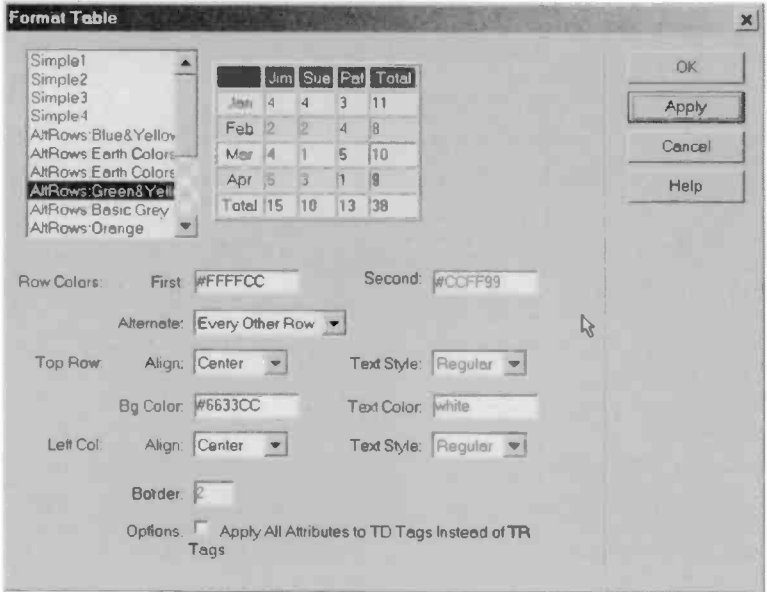 Format Table
Simple1
Simple2
Simple3
Simple4
AltRows:Blue&Yellow
AltRows Earth Colors
AltRows Earth Colors
AltRows:Green&Yell
AltRows Basic Grey
AltRows:Orange
Jim Sue Pat Total
Jan 4 4 3 11
Feb 2 2 4 8
Mar 4 1 5 10
Apr 5 3 1 9
Total 15 10 13 38
OK
Apply
Cancel
Help
Row Colors: First: #FFFFCC Second: #CCFF99
Alternate: Every Other Row
Top Row Align: Center Text Style: Regular
Bg Color: #6633CC Text Color: white
Left Col: Align: Center Text Style: Regular
Border: 2
Options. Apply All Attributes to TD Tags Instead of TR
Tags